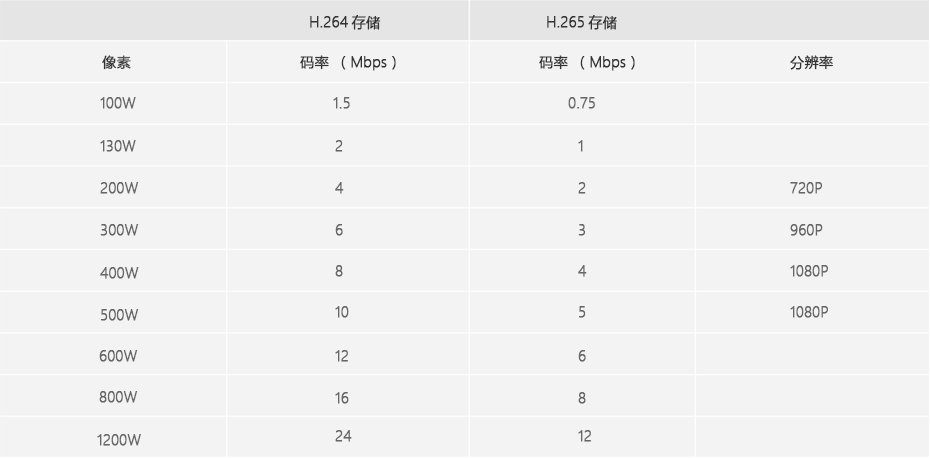 H.264 存储 H.265 存储
像素 码率 （ Mbps ） 码率 （ Mbps ） 分辨率
100W 1.5 0.75
130W 2 1
200W 4 2 720P
300W 6 3 960P
400W 8 4 1080P
500W 10 5 1080P
600W 12 6
800W 16 8
1200W 24 12